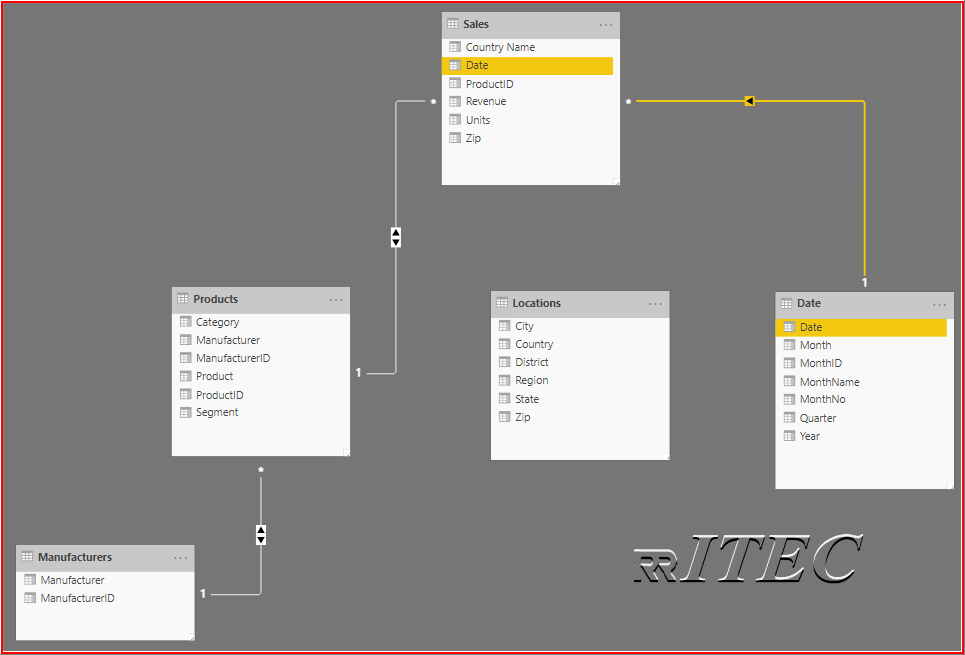 Sales
Country Name
Date
ProductID
Revenue
Units
Zip
*
*
1
Products
Category
Manufacturer
ManufacturerID
Product
ProductID
Segment
1
*
Locations
City
Country
District
Region
State
Zip
Date
Date
Month
MonthID
MonthName
MonthNo
Quarter
Year
Manufacturers
Manufacturer
ManufacturerID
1
RRITEC